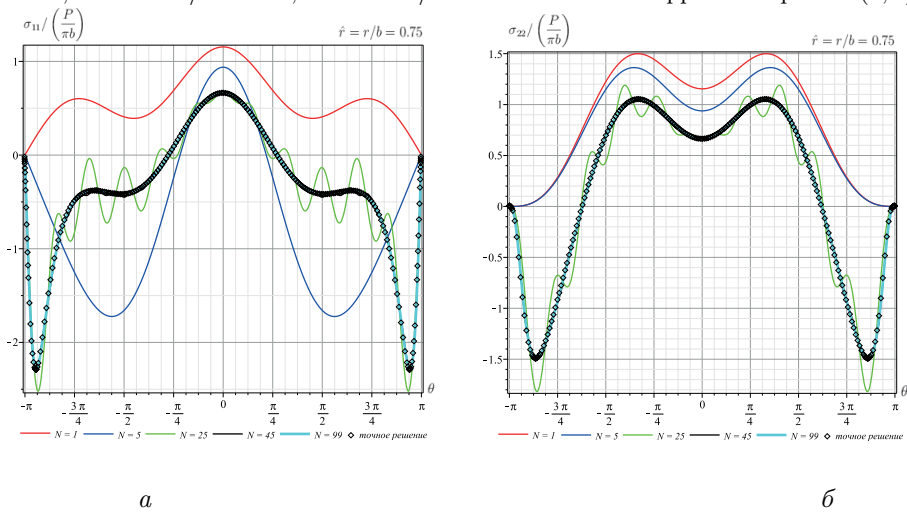 σ₁₁/(P/πb)
r̂ = r/b = 0.75
1
0
−1
−2
θ
−π
−3π/4
−π/2
−π/4
0
π/4
π/2
3π/4
π
N = 1 N = 5 N = 25 N = 45 N = 99 точное решение
а
σ₂₂/(P/πb)
r̂ = r/b = 0.75
1.5
1
0.5
0
−0.5
−1
−1.5
θ
−π
−3π/4
−π/2
−π/4
0
π/4
π/2
3π/4
π
N = 1 N = 5 N = 25 N = 45 N = 99 точное решение
б